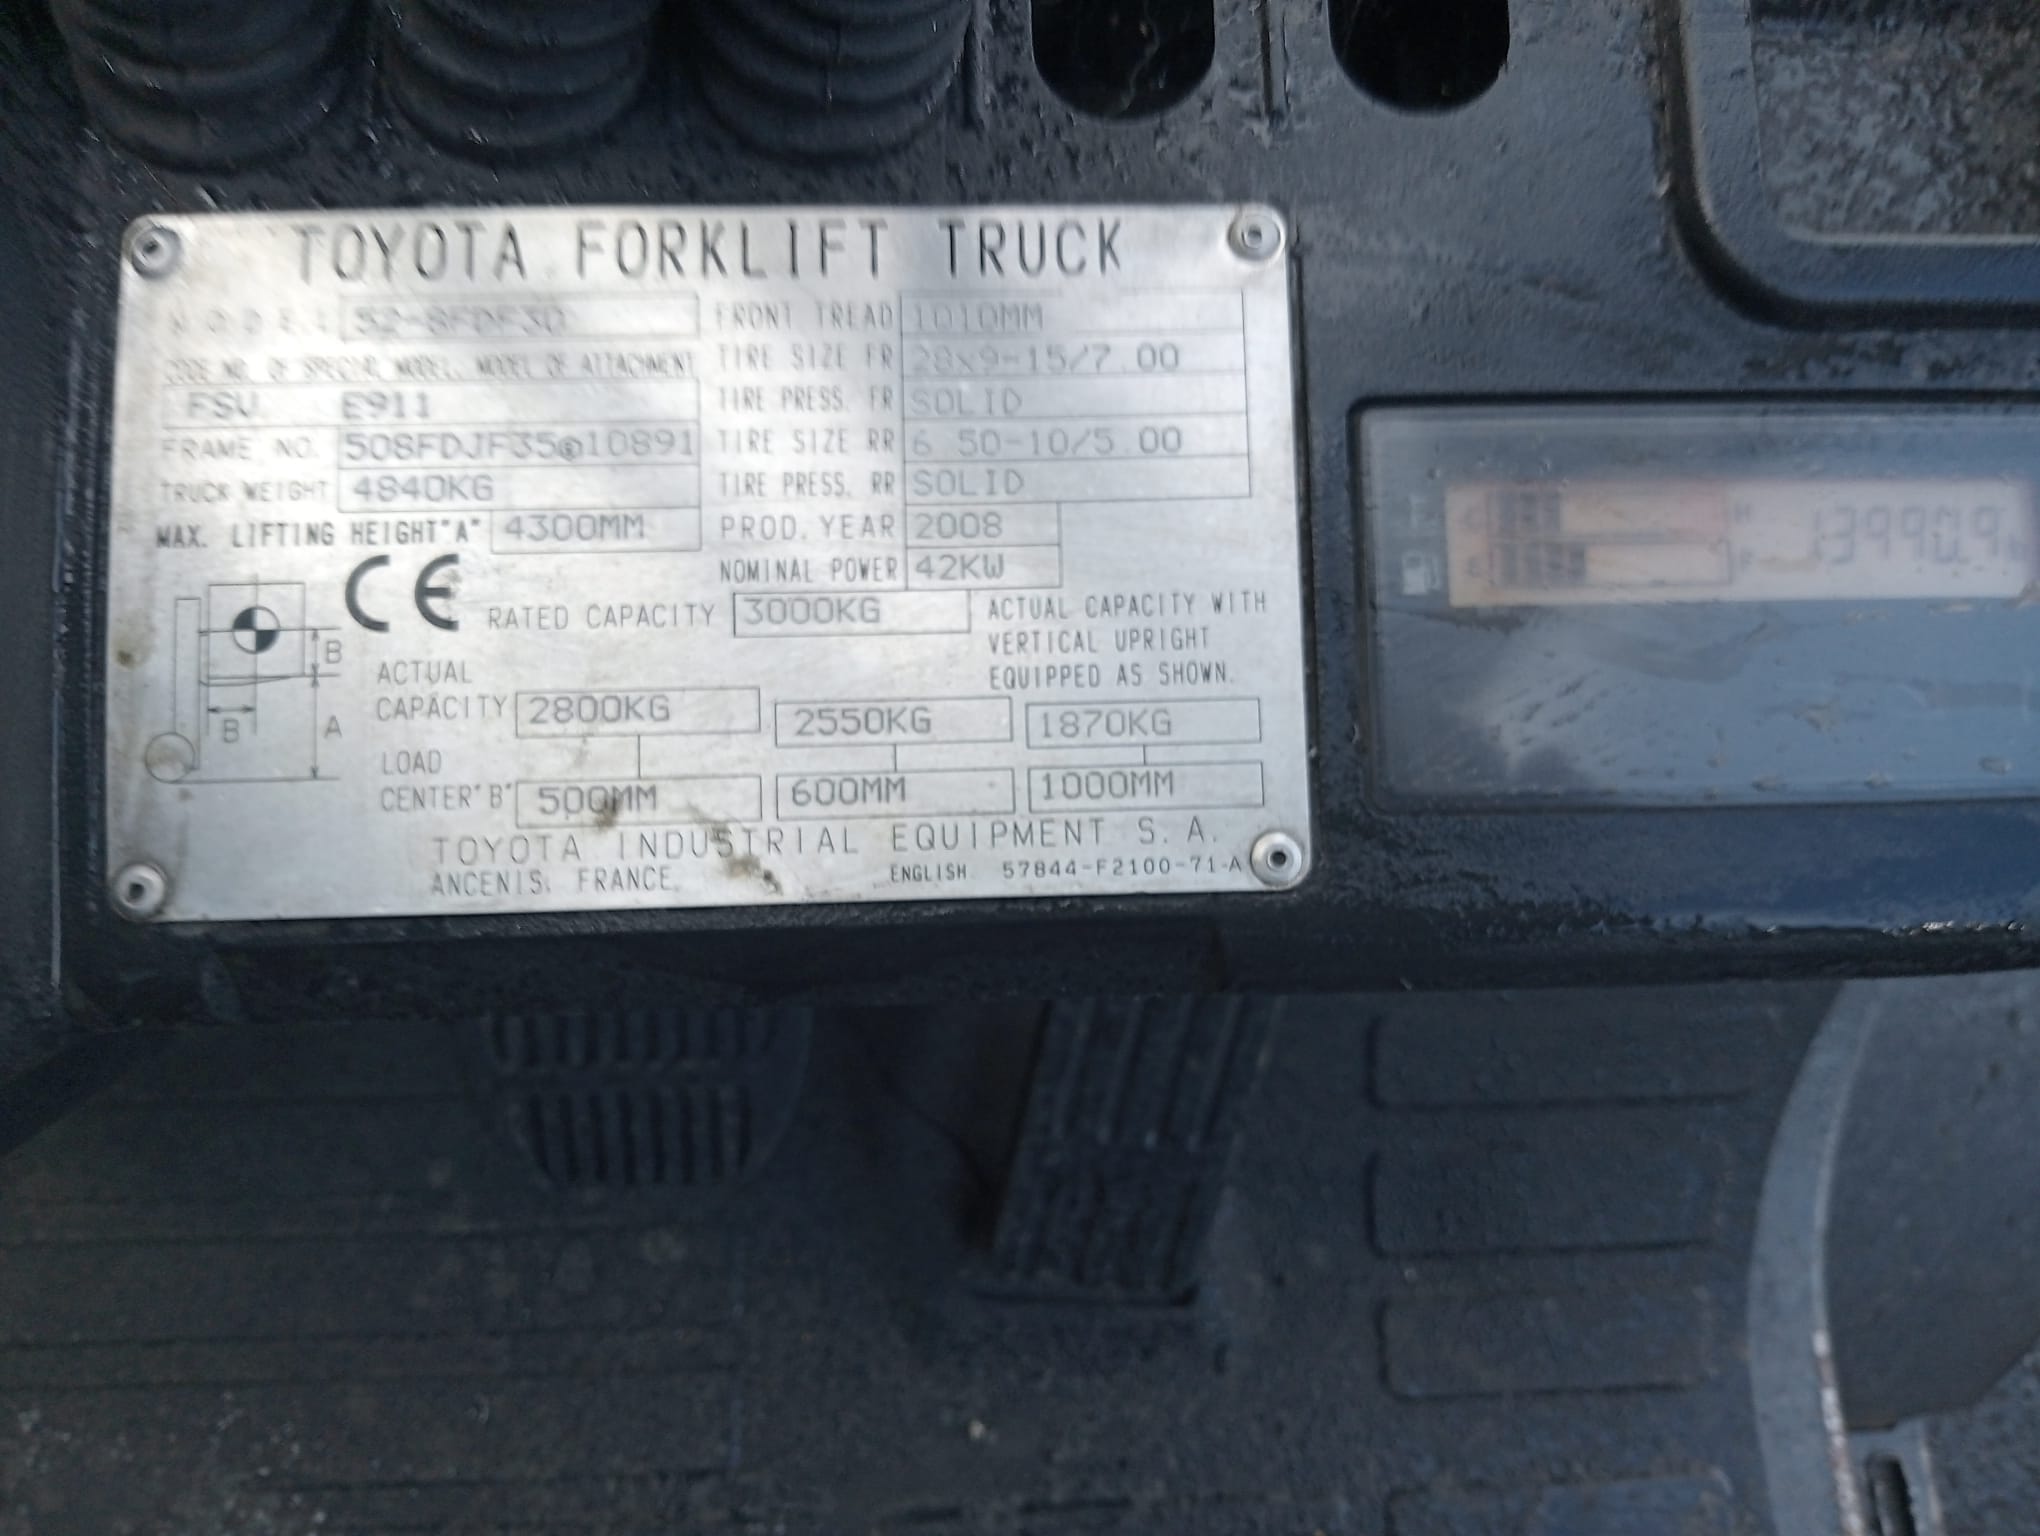 TOYOTA FORKLIFT TRUCK
MODEL 52-8FDF30
CODE NO. OF SPECIAL MODEL, MODEL OF ATTACHMENT
FSV E911
FRAME NO. 508FDJF35 10891
TRUCK WEIGHT 4840KG
MAX. LIFTING HEIGHT"A" 4300MM
FRONT TREAD 1010MM
TIRE SIZE FR 28x9-15/7.00
TIRE PRESS. FR SOLID
TIRE SIZE RR 6.50-10/5.00
TIRE PRESS. RR SOLID
PROD. YEAR 2008
NOMINAL POWER 42KW
CE RATED CAPACITY 3000KG
ACTUAL CAPACITY WITH
VERTICAL UPRIGHT
EQUIPPED AS SHOWN.
B
B
A
ACTUAL
CAPACITY 2800KG 2550KG 1870KG
LOAD
CENTER"B" 500MM 600MM 1000MM
TOYOTA INDUSTRIAL EQUIPMENT S.A.
ANCENIS, FRANCE ENGLISH 57844-F2100-71-A
13990.9